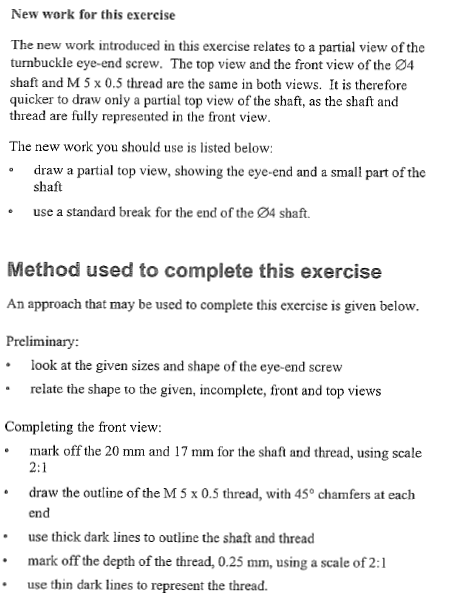 New work for this exercise
The new work introduced in this exercise relates to a partial view of the
turnbuckle eye-end screw. The top view and the front view of the Ø4
shaft and M 5 x 0.5 thread are the same in both views. It is therefore
quicker to draw only a partial top view of the shaft, as the shaft and
thread are fully represented in the front view.
The new work you should use is listed below:
• draw a partial top view, showing the eye-end and a small part of the
shaft
• use a standard break for the end of the Ø4 shaft.
Method used to complete this exercise
An approach that may be used to complete this exercise is given below.
Preliminary:
• look at the given sizes and shape of the eye-end screw
• relate the shape to the given, incomplete, front and top views
Completing the front view:
• mark off the 20 mm and 17 mm for the shaft and thread, using scale
2:1
• draw the outline of the M 5 x 0.5 thread, with 45° chamfers at each
end
• use thick dark lines to outline the shaft and thread
• mark off the depth of the thread, 0.25 mm, using a scale of 2:1
• use thin dark lines to represent the thread.